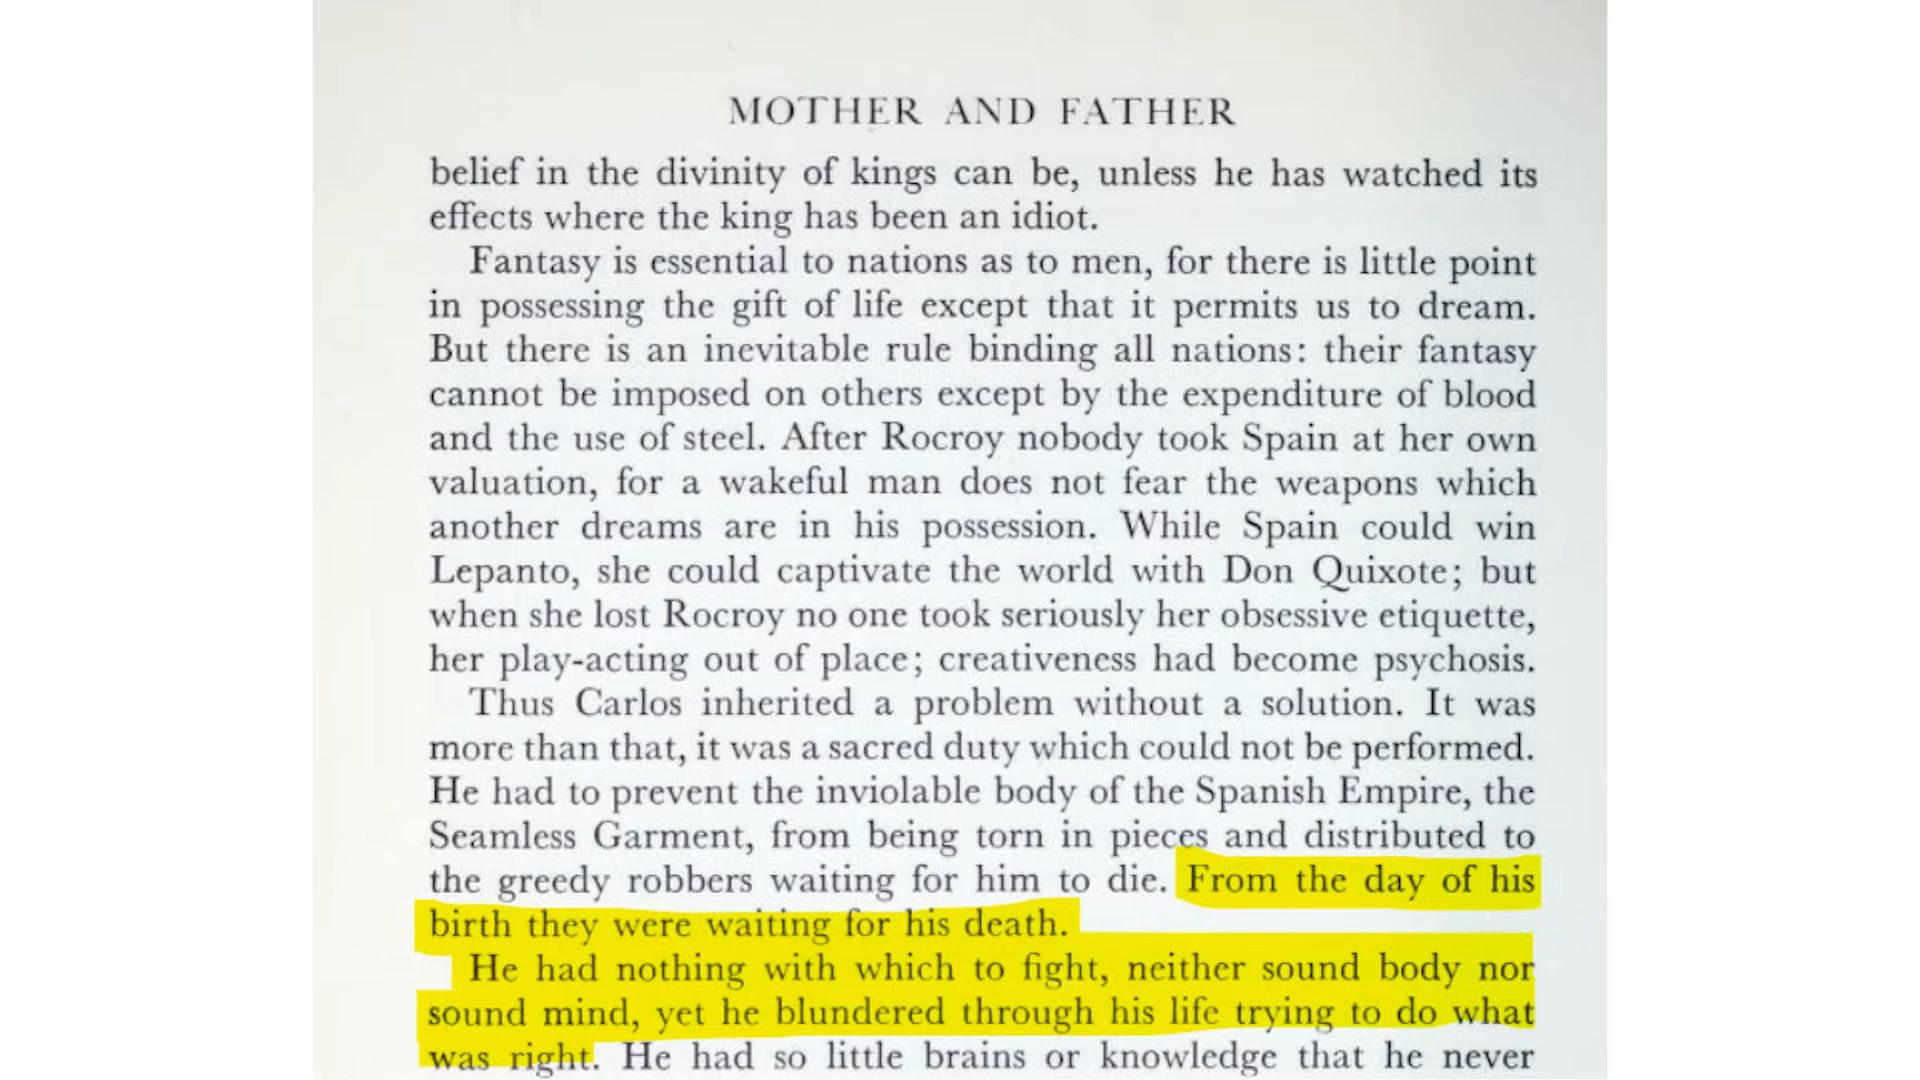 MOTHER AND FATHER
belief in the divinity of kings can be, unless he has watched its
effects where the king has been an idiot.
Fantasy is essential to nations as to men, for there is little point
in possessing the gift of life except that it permits us to dream.
But there is an inevitable rule binding all nations: their fantasy
cannot be imposed on others except by the expenditure of blood
and the use of steel. After Rocroy nobody took Spain at her own
valuation, for a wakeful man does not fear the weapons which
another dreams are in his possession. While Spain could win
Lepanto, she could captivate the world with Don Quixote; but
when she lost Rocroy no one took seriously her obsessive etiquette,
her play-acting out of place; creativeness had become psychosis.
Thus Carlos inherited a problem without a solution. It was
more than that, it was a sacred duty which could not be performed.
He had to prevent the inviolable body of the Spanish Empire, the
Seamless Garment, from being torn in pieces and distributed to
the greedy robbers waiting for him to die. From the day of his
birth they were waiting for his death.
He had nothing with which to fight, neither sound body nor
sound mind, yet he blundered through his life trying to do what
was right. He had so little brains or knowledge that he never